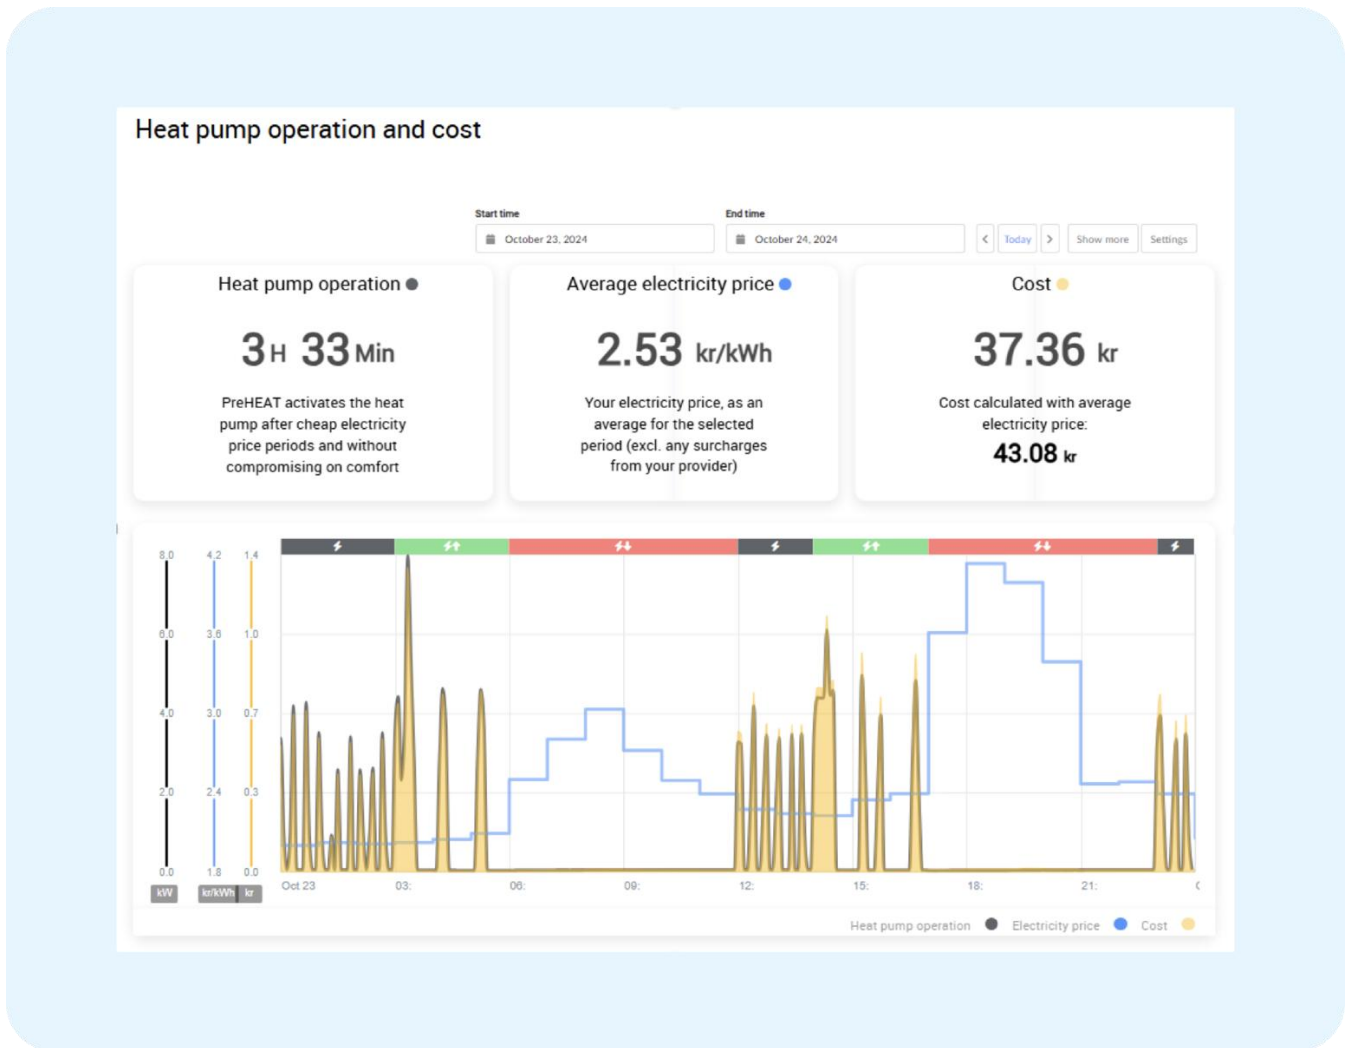 Heat pump operation and cost
Start time
End time
October 23, 2024
October 24, 2024
Today
Show more
Settings
Heat pump operation
3 H 33 Min
PreHEAT activates the heat
pump after cheap electricity
price periods and without
compromising on comfort
Average electricity price
2.53 kr/kWh
Your electricity price, as an
average for the selected
period (excl. any surcharges
from your provider)
Cost
37.36 kr
Cost calculated with average
electricity price:
43.08 kr
8.0 4.2 1.4
6.0 3.6 1.0
4.0 3.0 0.7
2.0 2.4 0.3
0.0 1.8 0.0
kW kr/kWh kr
Oct 23 03: 06: 09: 12: 15: 18: 21:
Heat pump operation Electricity price Cost